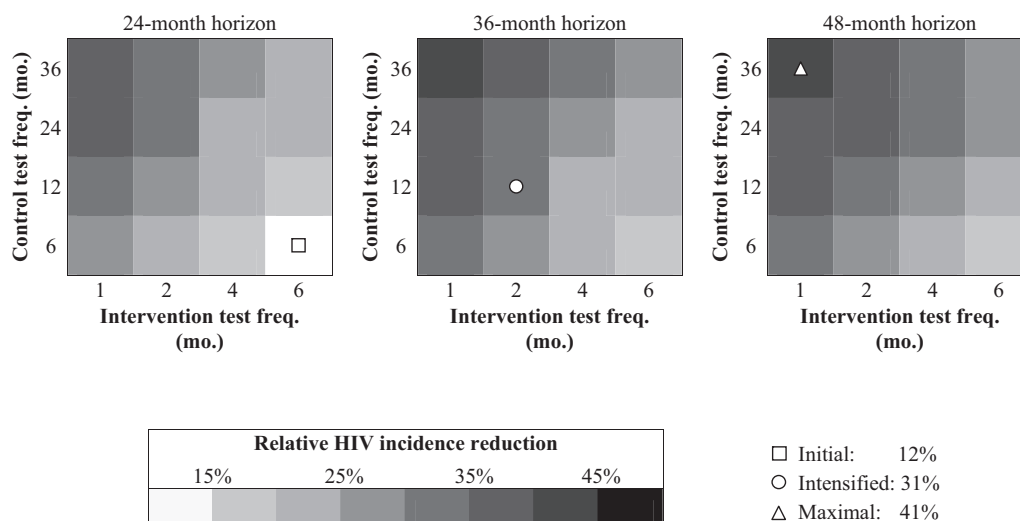 24-month horizon 36-month horizon 48-month horizon
Control test freq. (mo.)
36
24
12
6
1 2 4 6
Intervention test freq.
(mo.)
Control test freq. (mo.)
36
24
12
6
1 2 4 6
Intervention test freq.
(mo.)
Control test freq. (mo.)
36
24
12
6
1 2 4 6
Intervention test freq.
(mo.)
Relative HIV incidence reduction
15% 25% 35% 45%
Initial: 12%
Intensified: 31%
Maximal: 41%